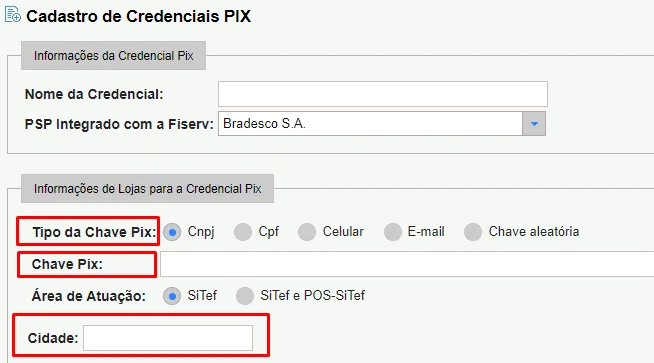 Cadastro de Credenciais PIX
Informações da Credencial Pix
Nome da Credencial:
PSP Integrado com a Fiserv: Bradesco S.A.
Informações de Lojas para a Credencial Pix
Tipo da Chave Pix: Cnpj Cpf Celular E-mail Chave aleatória
Chave Pix:
Área de Atuação: SiTef SiTef e POS-SiTef
Cidade: